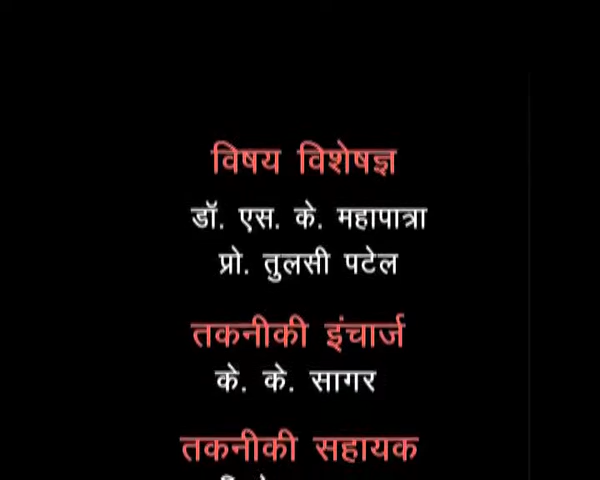 विषय विशेषज्ञ
डॉ. एस. के. महापात्रा
प्रो. तुलसी पटेल
तकनीकी इंचार्ज
के. के. सागर
तकनीकी सहायक